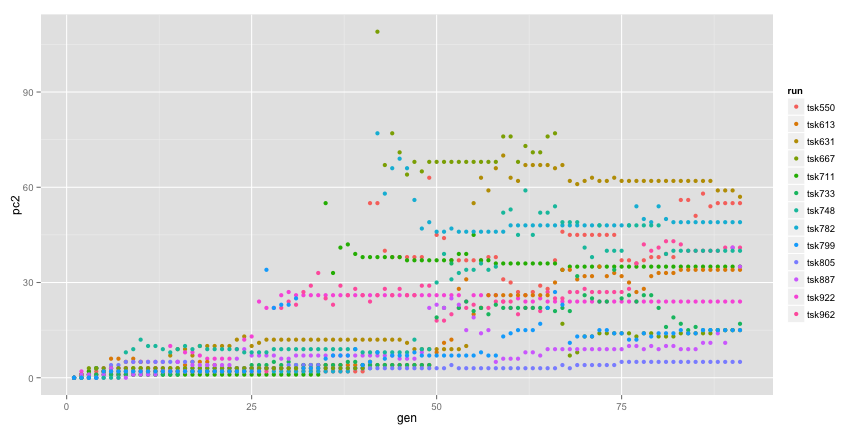 pc2
90
60
30
0
0
25
50
75
gen
run
tsk550
tsk613
tsk631
tsk667
tsk711
tsk733
tsk748
tsk782
tsk799
tsk805
tsk887
tsk922
tsk962